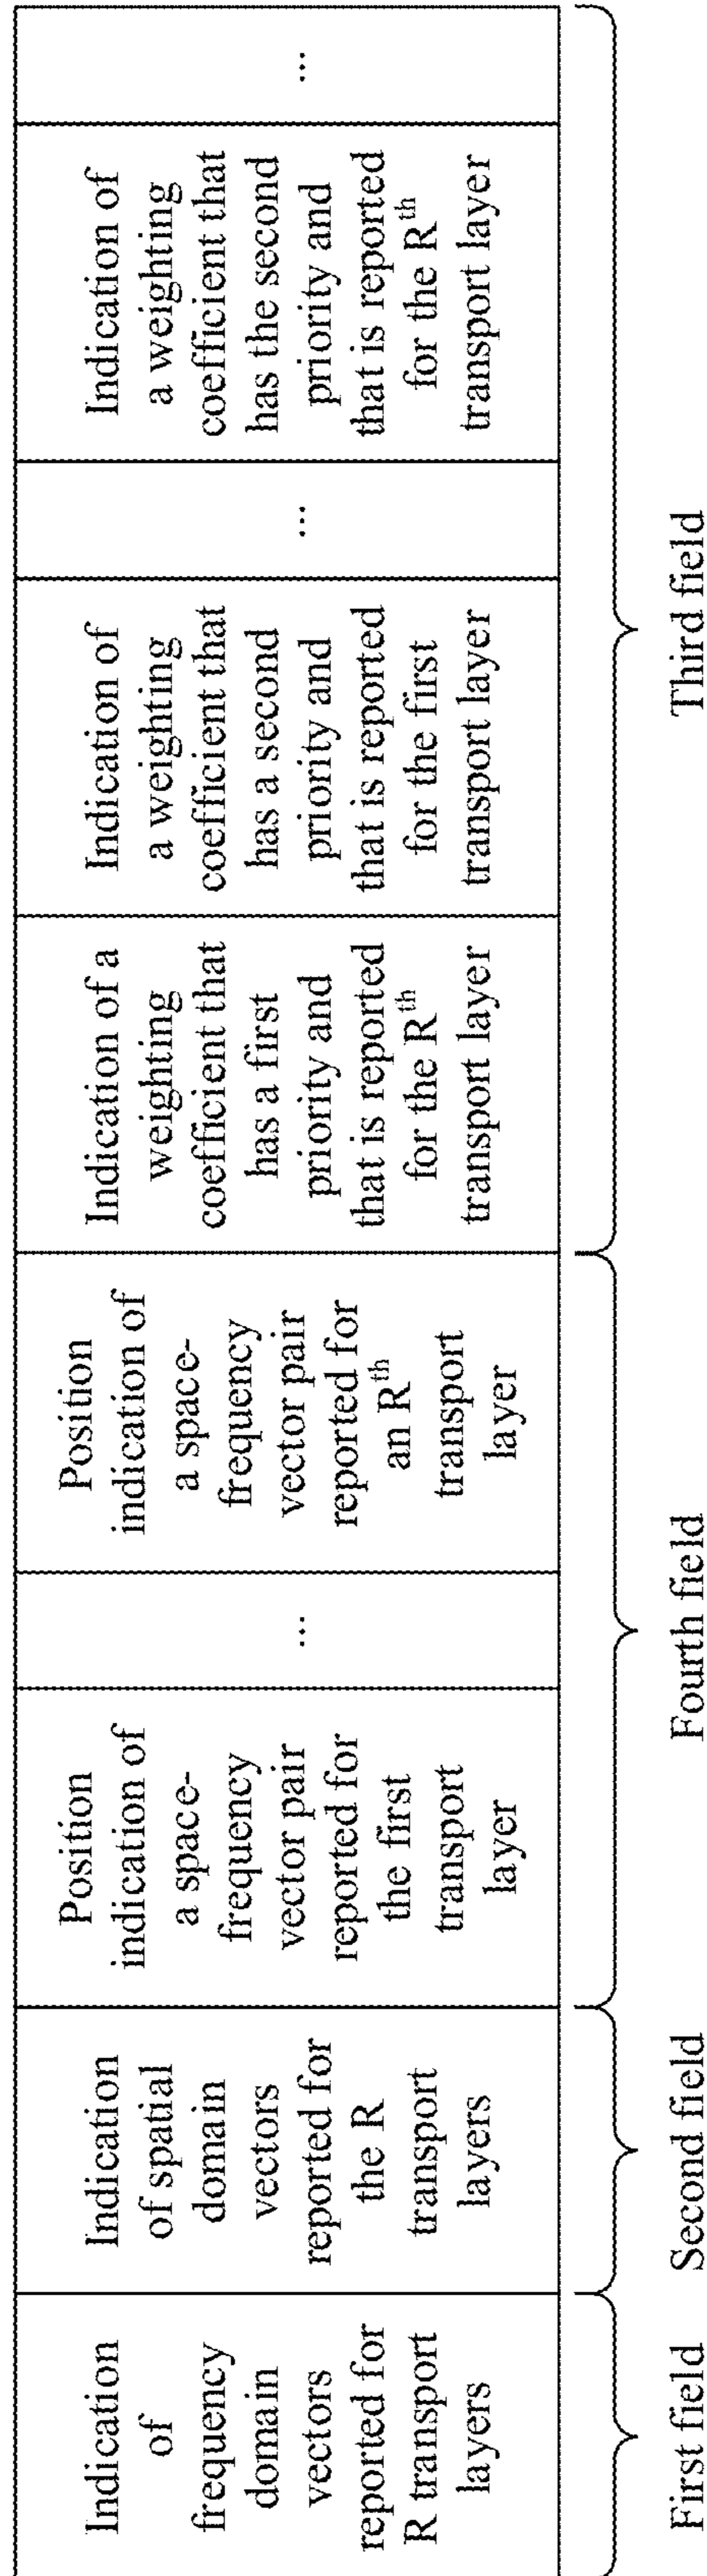 Indication
of
frequency
domain
vectors
reported for
R transport
layers
Indication
of spatial
domain
vectors
reported for
the R
transport
layers
Position
indication of
a space-
frequency
vector pair
reported for
the first
transport
layer
...
Position
indication of
a space-
frequency
vector pair
reported for
an Rth
transport
layer
Indication of a
weighting
coefficient that
has a first
priority and
that is reported
for the Rth
transport layer
Indication of
a weighting
coefficient that
has a second
priority and
that is reported
for the first
transport layer
...
Indication of
a weighting
coefficient that
has the second
priority and
that is reported
for the Rth
transport layer
...
First field
Second field
Fourth field
Third field